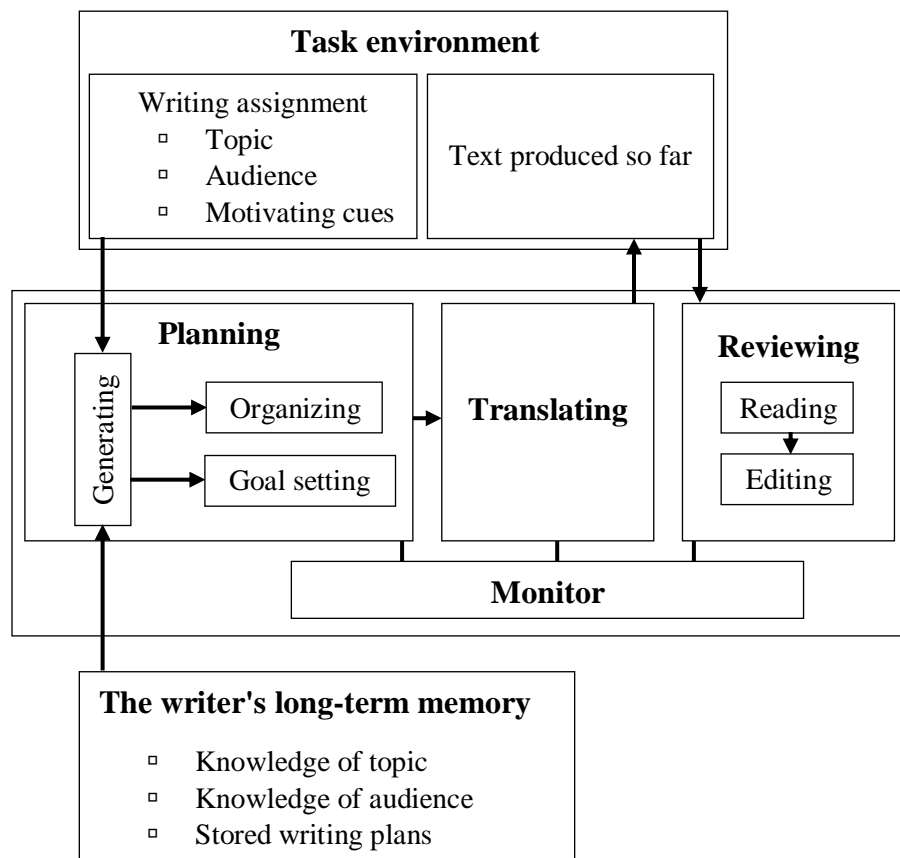 Task environment
Writing assignment
Topic
Audience
Motivating cues
Text produced so far
Planning
Generating
Organizing
Goal setting
Translating
Reviewing
Reading
Editing
Monitor
The writer's long-term memory
Knowledge of topic
Knowledge of audience
Stored writing plans